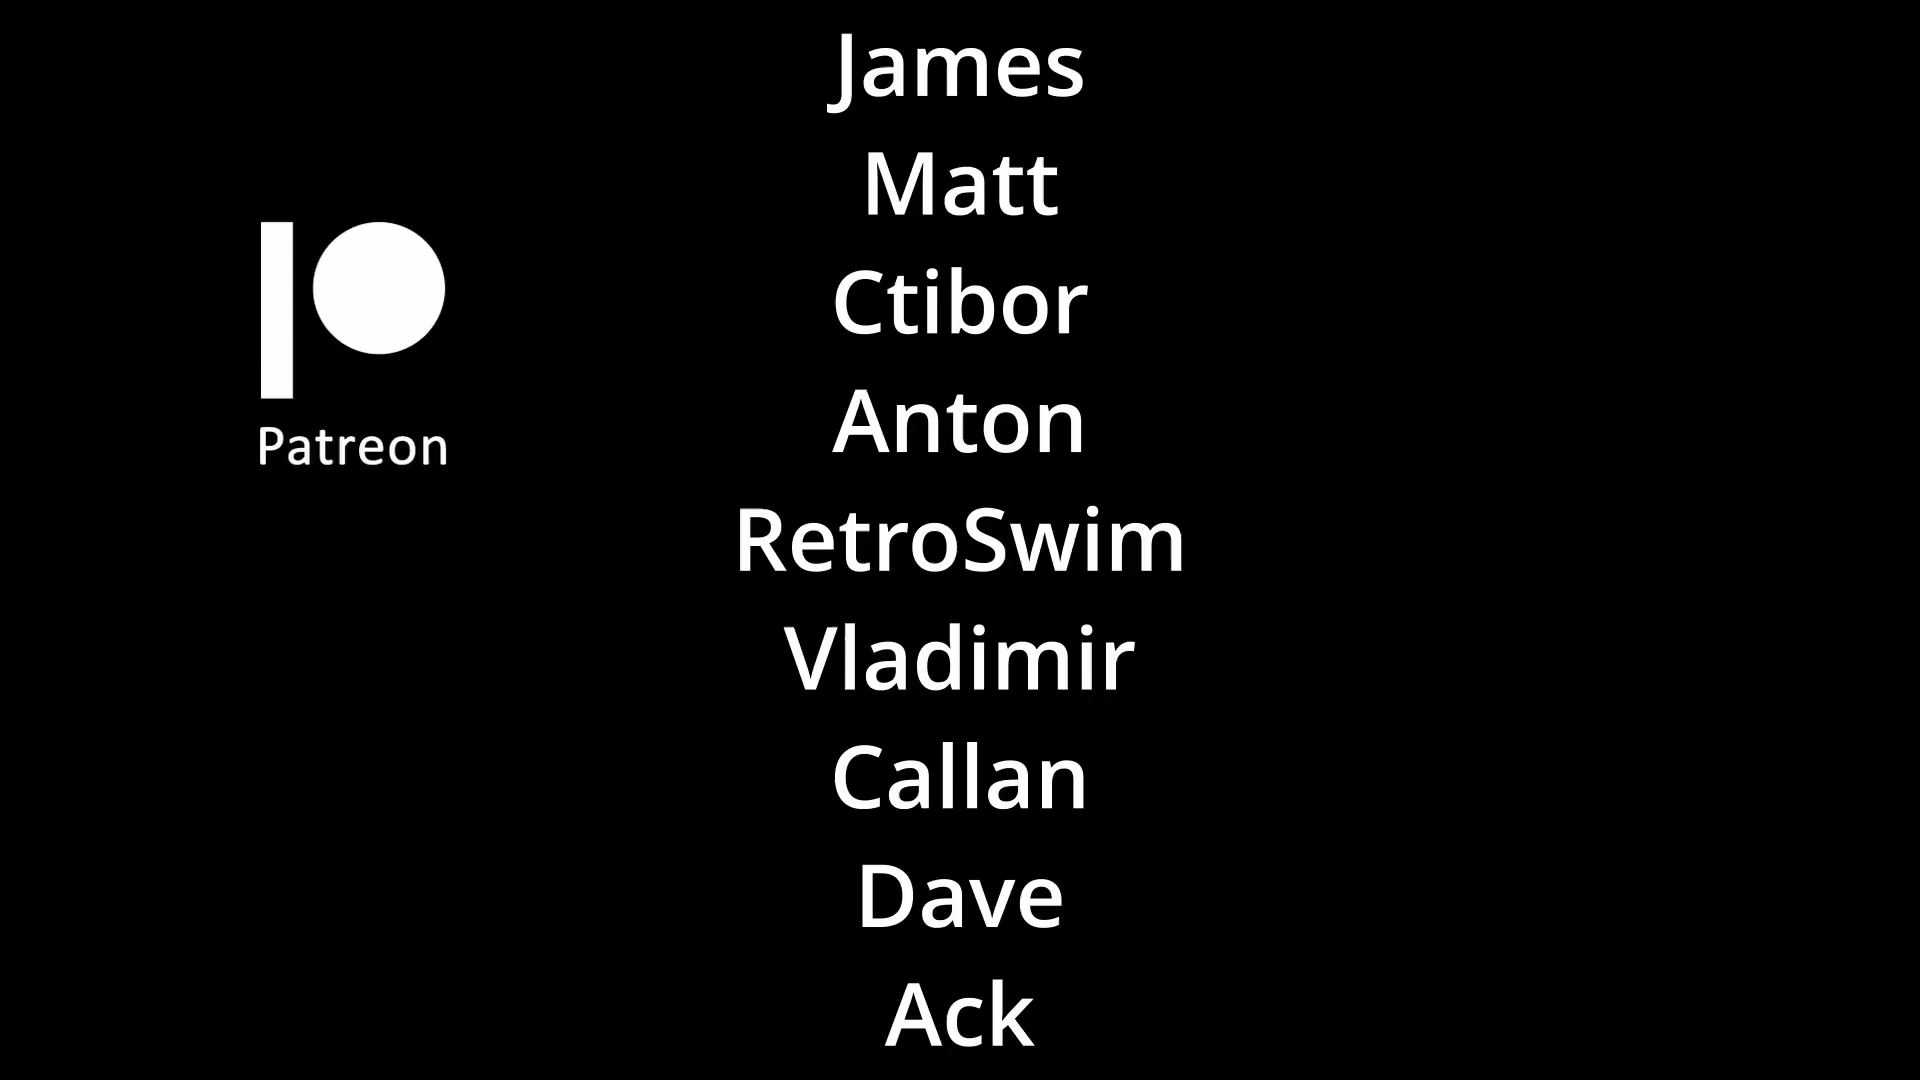 Patreon
James
Matt
Ctibor
Anton
RetroSwim
Vladimir
Callan
Dave
Ack